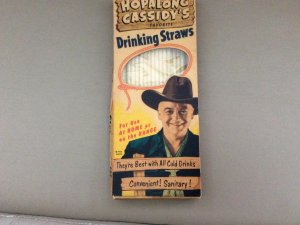 HOPALONG
CASSIDY'S
FAVORITE
Drinking Straws
For Use
At HOME or
on the RANGE
They're Best with All Cold Drinks
Convenient! Sanitary!